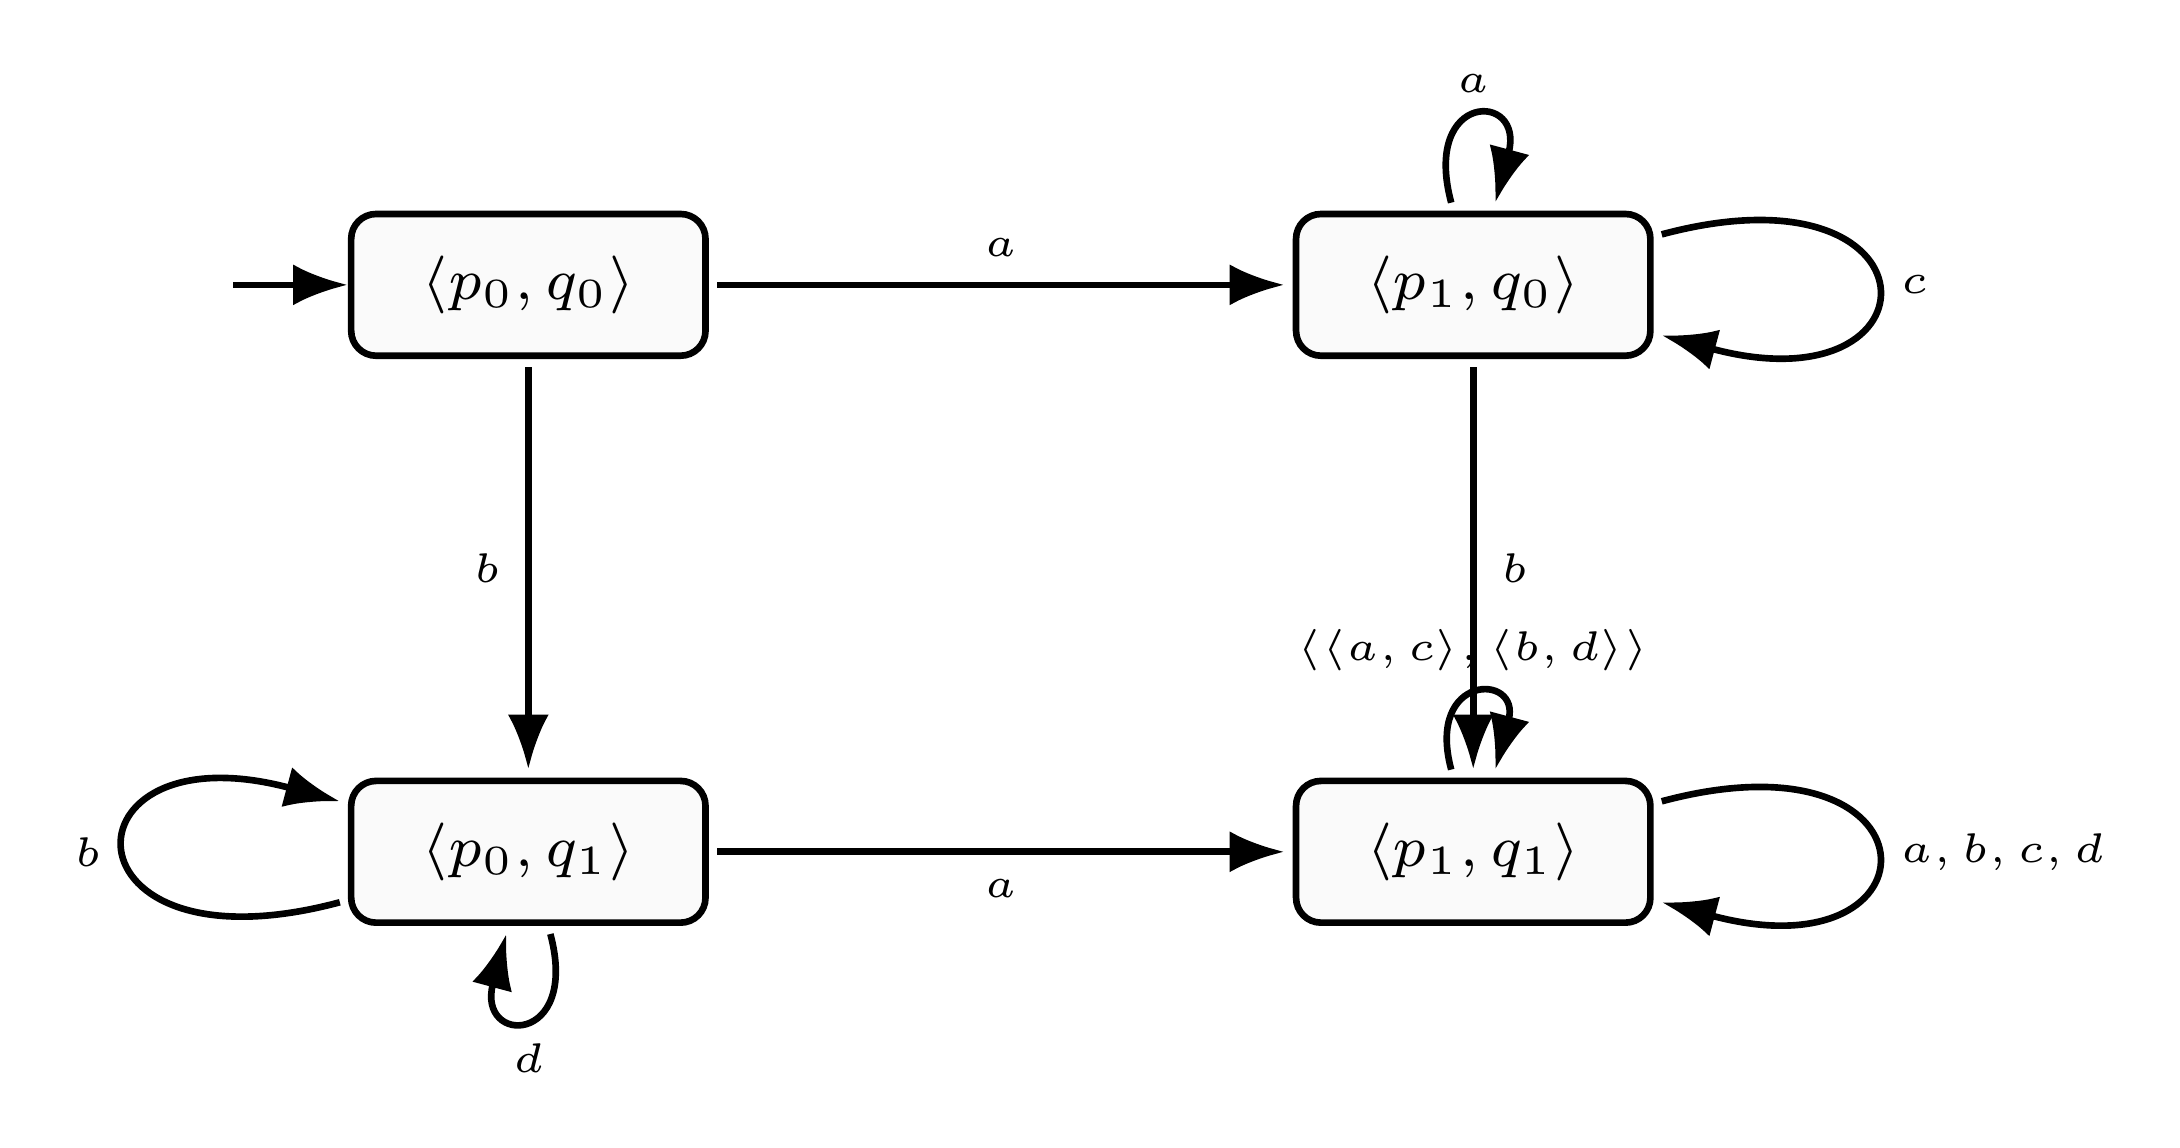 a
⟨p₀, q₀⟩
a
⟨p₁, q₀⟩
c
b
b
⟨⟨a, c⟩, ⟨b, d⟩⟩
b
⟨p₀, q₁⟩
a
⟨p₁, q₁⟩
a, b, c, d
d